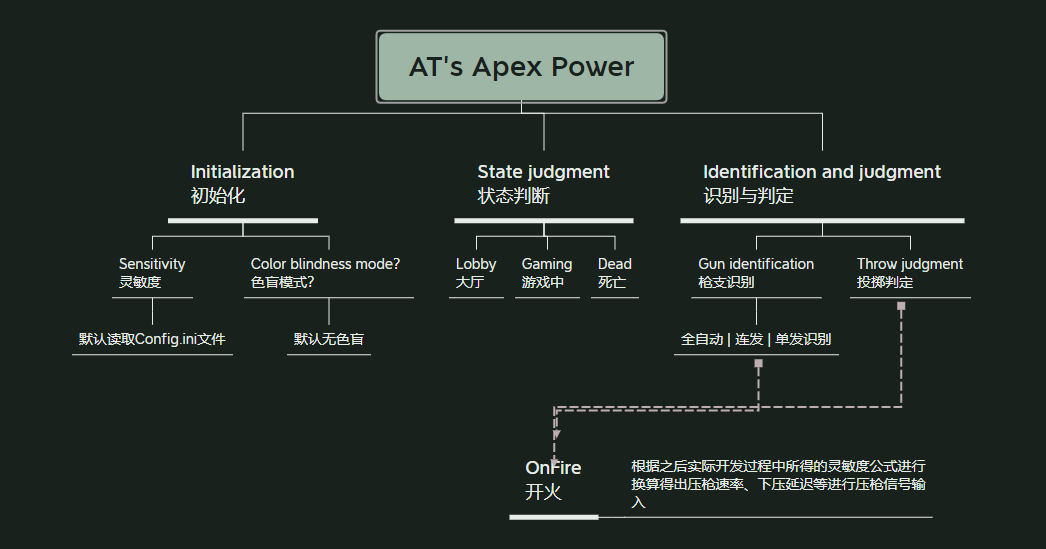 AT's Apex Power
Initialization
初始化
State judgment
状态判断
Identification and judgment
识别与判定
Sensitivity
灵敏度
Color blindness mode?
色盲模式?
Lobby
大厅
Gaming
游戏中
Dead
死亡
Gun identification
枪支识别
Throw judgment
投掷判定
默认读取Config.ini文件
默认无色盲
全自动 | 连发 | 单发识别
OnFire
开火
根据之后实际开发过程中所得的灵敏度公式进行
换算得出压枪速率、下压延迟等进行压枪信号输
入